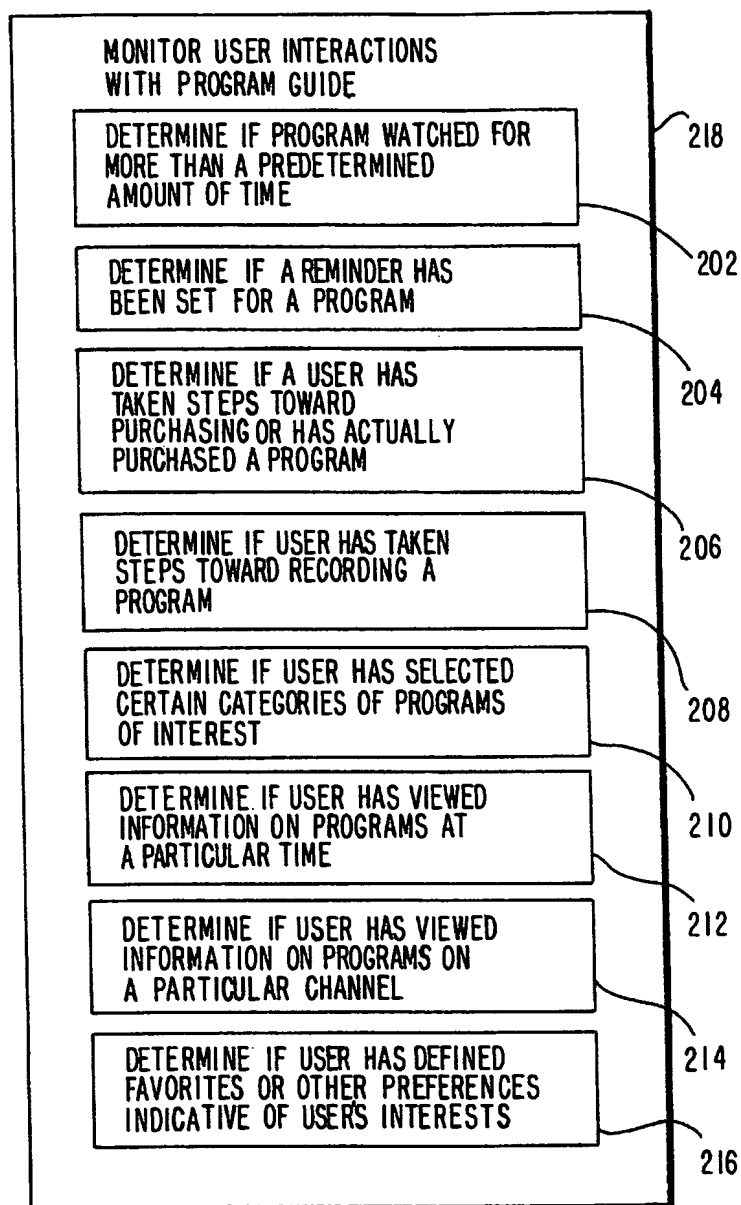 MONITOR USER INTERACTIONS
WITH PROGRAM GUIDE
218
DETERMINE IF PROGRAM WATCHED FOR
MORE THAN A PREDETERMINED
AMOUNT OF TIME
202
DETERMINE IF A REMINDER HAS
BEEN SET FOR A PROGRAM
204
DETERMINE IF A USER HAS
TAKEN STEPS TOWARD
PURCHASING OR HAS ACTUALLY
PURCHASED A PROGRAM
206
DETERMINE IF USER HAS TAKEN
STEPS TOWARD RECORDING A
PROGRAM
208
DETERMINE IF USER HAS SELECTED
CERTAIN CATEGORIES OF PROGRAMS
OF INTEREST
210
DETERMINE IF USER HAS VIEWED
INFORMATION ON PROGRAMS AT
A PARTICULAR TIME
212
DETERMINE IF USER HAS VIEWED
INFORMATION ON PROGRAMS ON
A PARTICULAR CHANNEL
214
DETERMINE IF USER HAS DEFINED
FAVORITES OR OTHER PREFERENCES
INDICATIVE OF USER'S INTERESTS
216